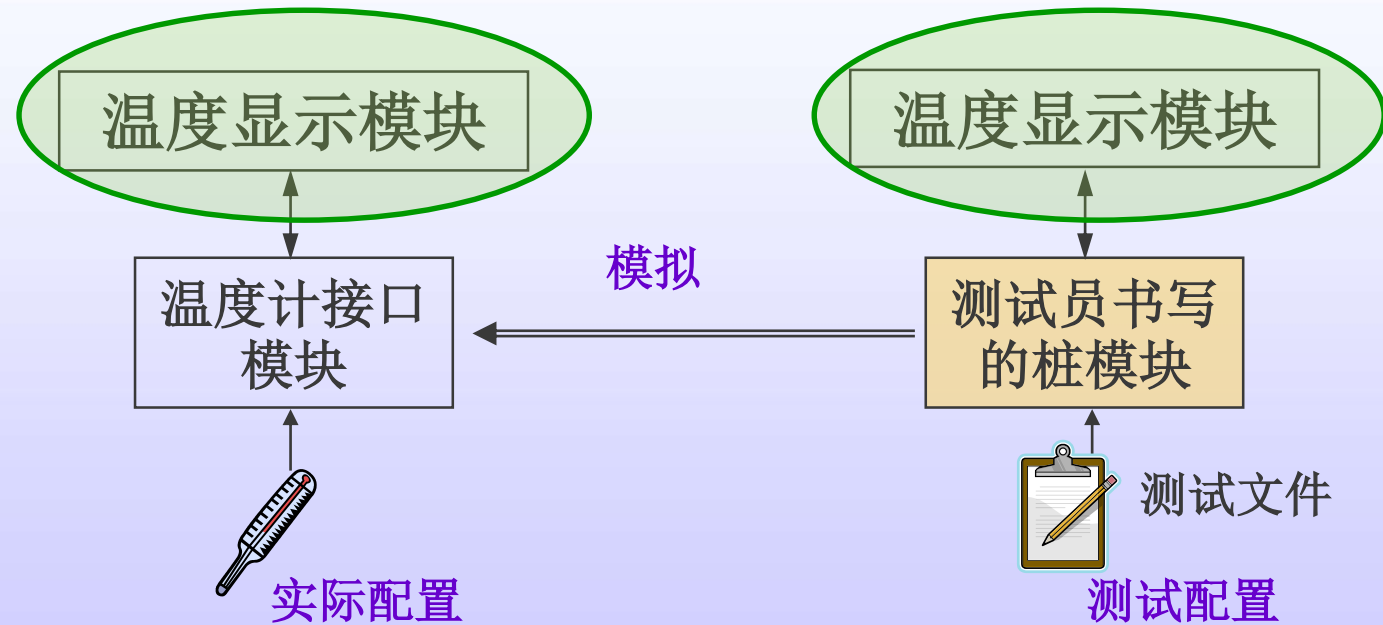 温度显示模块
温度显示模块
模拟
温度计接口
模块
测试员书写
的桩模块
测试文件
实际配置
测试配置